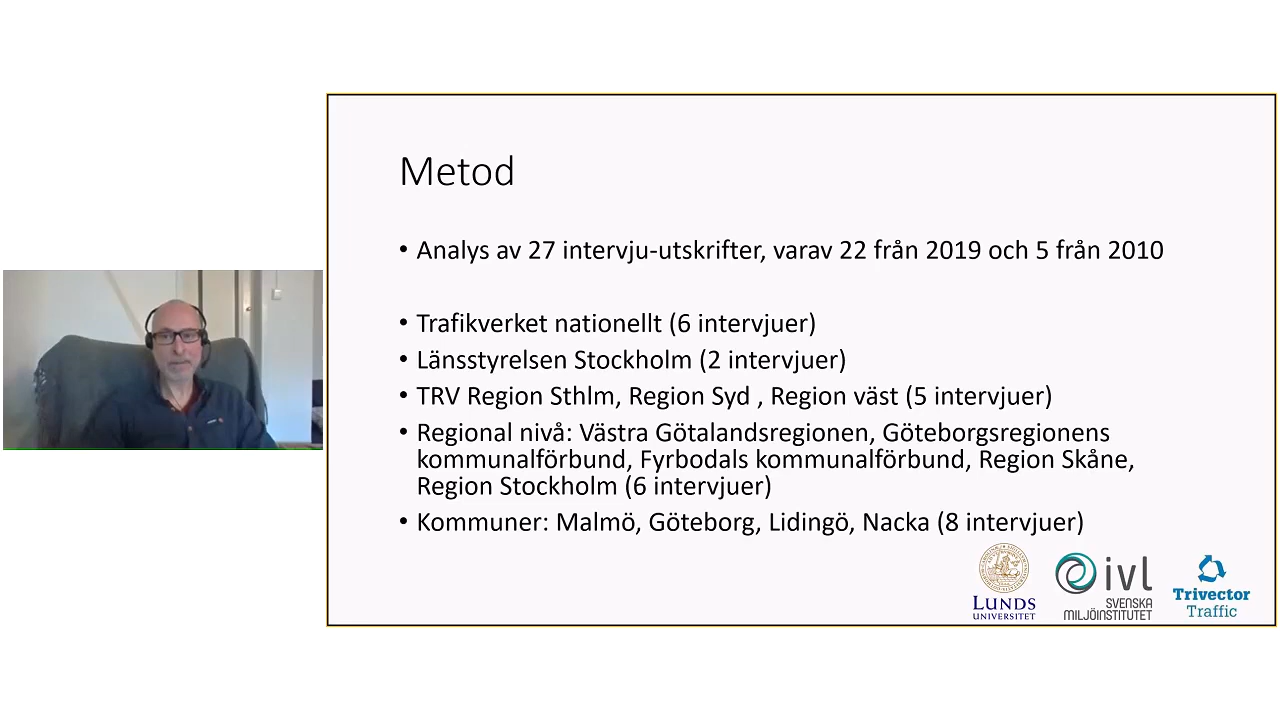 Metod
• Analys av 27 intervju-utskrifter, varav 22 från 2019 och 5 från 2010
• Trafikverket nationellt (6 intervjuer)
• Länsstyrelsen Stockholm (2 intervjuer)
• TRV Region Sthlm, Region Syd , Region väst (5 intervjuer)
• Regional nivå: Västra Götalandsregionen, Göteborgsregionens
kommunalförbund, Fyrbodals kommunalförbund, Region Skåne,
Region Stockholm (6 intervjuer)
• Kommuner: Malmö, Göteborg, Lidingö, Nacka (8 intervjuer)
LUNDS
UNIVERSITET
ivl
SVENSKA
MILJÖINSTITUTET
Trivector
Traffic